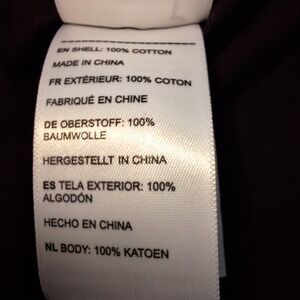 EN SHELL: 100% COTTON
MADE IN CHINA
FR EXTÉRIEUR: 100% COTON
FABRIQUÉ EN CHINE
DE OBERSTOFF: 100%
BAUMWOLLE
HERGESTELLT IN CHINA
ES TELA EXTERIOR: 100%
ALGODÓN
HECHO EN CHINA
NL BODY: 100% KATOEN